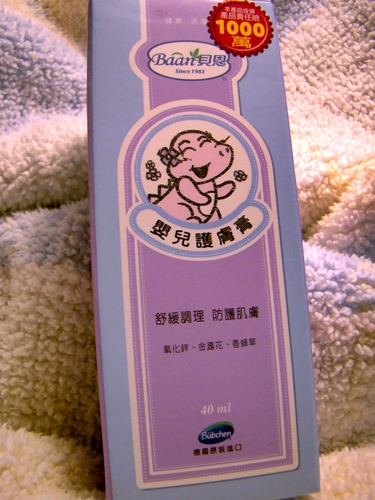 本產品投保
產品責任險
1000
萬
Baan貝恩
Since 1983
嬰兒護膚膏
舒緩調理 防護肌膚
氧化鋅、金盞花、香蜂草
40 ml
Bübchen
德國原裝進口